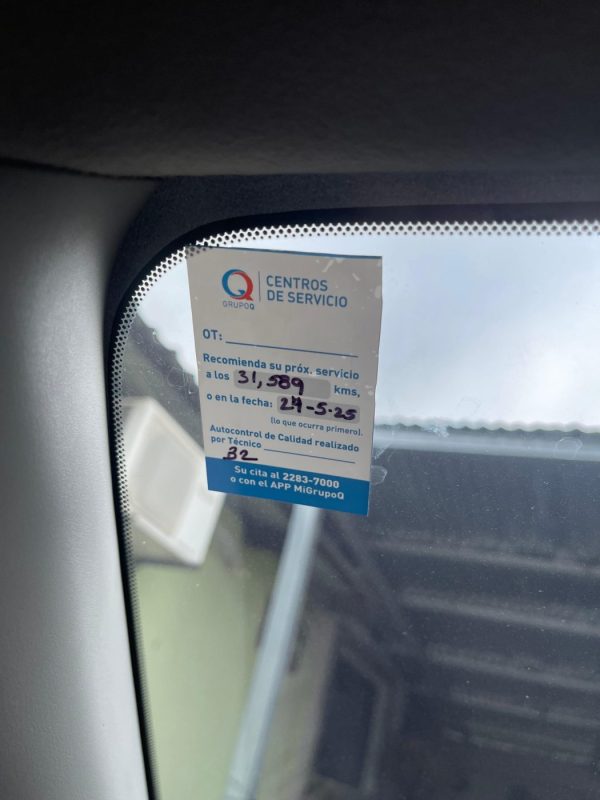 GRUPOQ
CENTROS
DE SERVICIO
OT:
Recomienda su próx. servicio
a los 31,589 kms,
o en la fecha: 24-5-25
(lo que ocurra primero).
Autocontrol de Calidad realizado
por Técnico
32
Su cita al 2283-7000
o con el APP MiGrupoQ